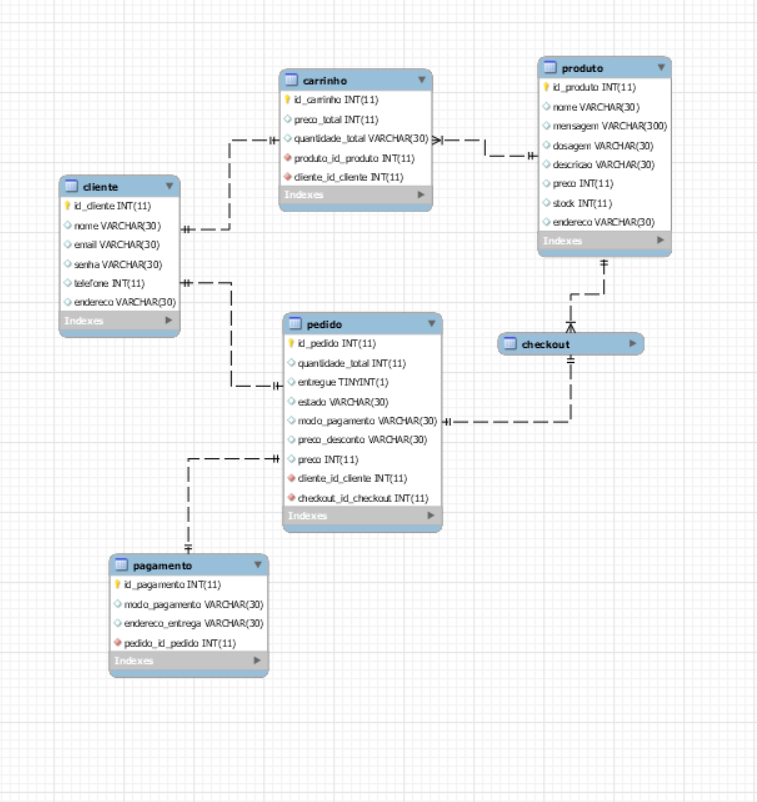 carrinho
id_carrinho INT(11)
preco_total INT(11)
quantidade_total VARCHAR(30)
produto_id_produto INT(11)
cliente_id_cliente INT(11)
Indexes
produto
id_produto INT(11)
nome VARCHAR(30)
mensagem VARCHAR(300)
dosagem VARCHAR(30)
descricao VARCHAR(30)
preco INT(11)
stock INT(11)
endereco VARCHAR(30)
Indexes
cliente
id_cliente INT(11)
nome VARCHAR(30)
email VARCHAR(30)
senha VARCHAR(30)
telefone INT(11)
endereco VARCHAR(30)
Indexes
pedido
id_pedido INT(11)
quantidade_total INT(11)
entregue TINYINT(1)
estado VARCHAR(30)
modo_pagamento VARCHAR(30)
preco_desconto VARCHAR(30)
preco INT(11)
cliente_id_cliente INT(11)
checkout_id_checkout INT(11)
Indexes
checkout
pagamento
id_pagamento INT(11)
modo_pagamento VARCHAR(30)
endereco_entrega VARCHAR(30)
pedido_id_pedido INT(11)
Indexes